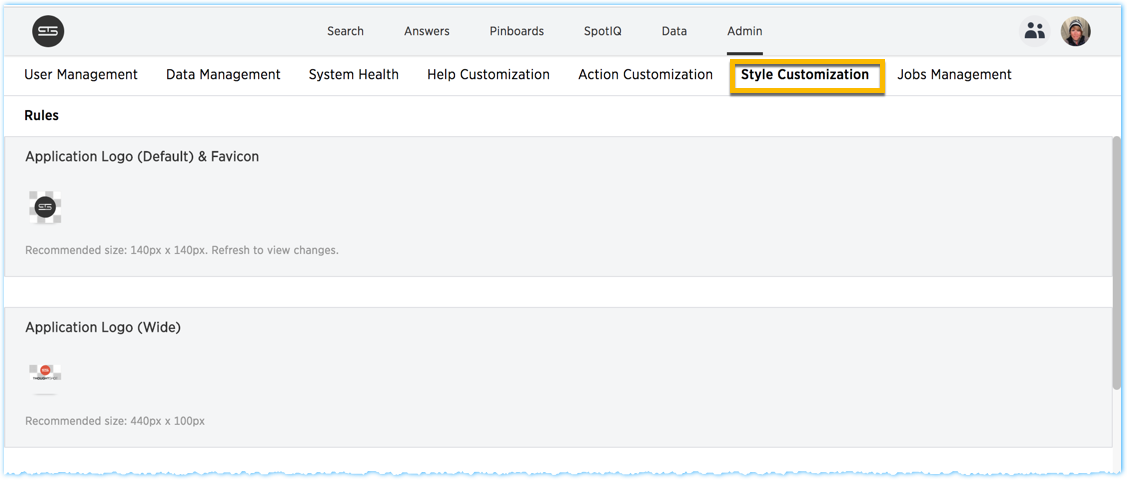 Search Answers Pinboards SpotIQ Data Admin
User Management Data Management System Health Help Customization Action Customization Style Customization Jobs Management
Rules
Application Logo (Default) & Favicon
Recommended size: 140px x 140px. Refresh to view changes.
Application Logo (Wide)
Recommended size: 440px x 100px